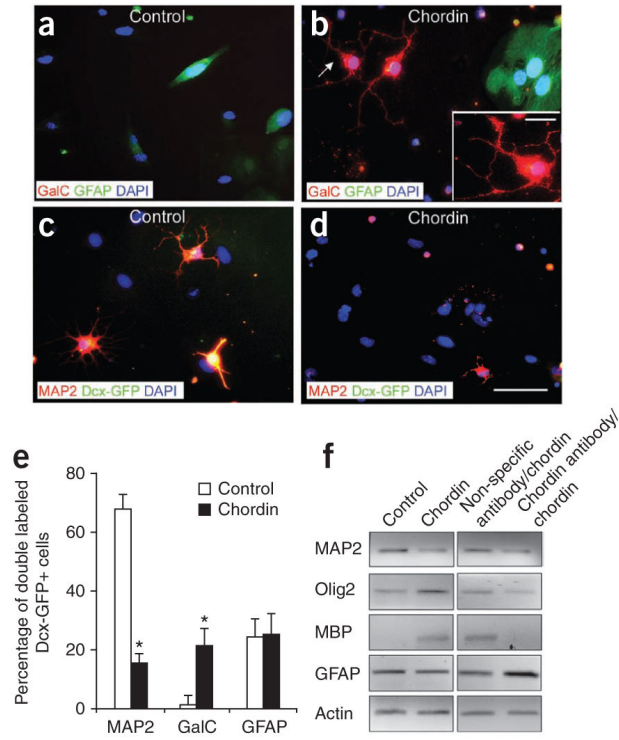 a
Control
GalC GFAP DAPI
b
Chordin
GalC GFAP DAPI
c
Control
MAP2 Dcx-GFP DAPI
d
Chordin
MAP2 Dcx-GFP DAPI
e
Percentage of double labeled
Dcx-GFP+ cells
80
60
40
20
0
Control
Chordin
*
*
MAP2 GalC GFAP
f
Control
Chordin
Non-specific
antibody/chordin
Chordin antibody/
chordin
MAP2
Olig2
MBP
GFAP
Actin